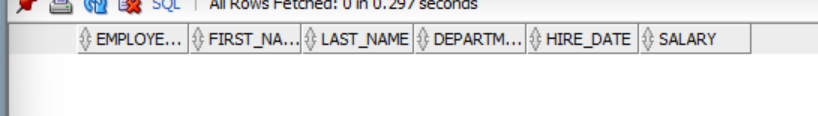 SQL | All Rows Fetched: 0 in 0.297 seconds
EMPLOYE... FIRST_NA... LAST_NAME DEPARTM... HIRE_DATE SALARY